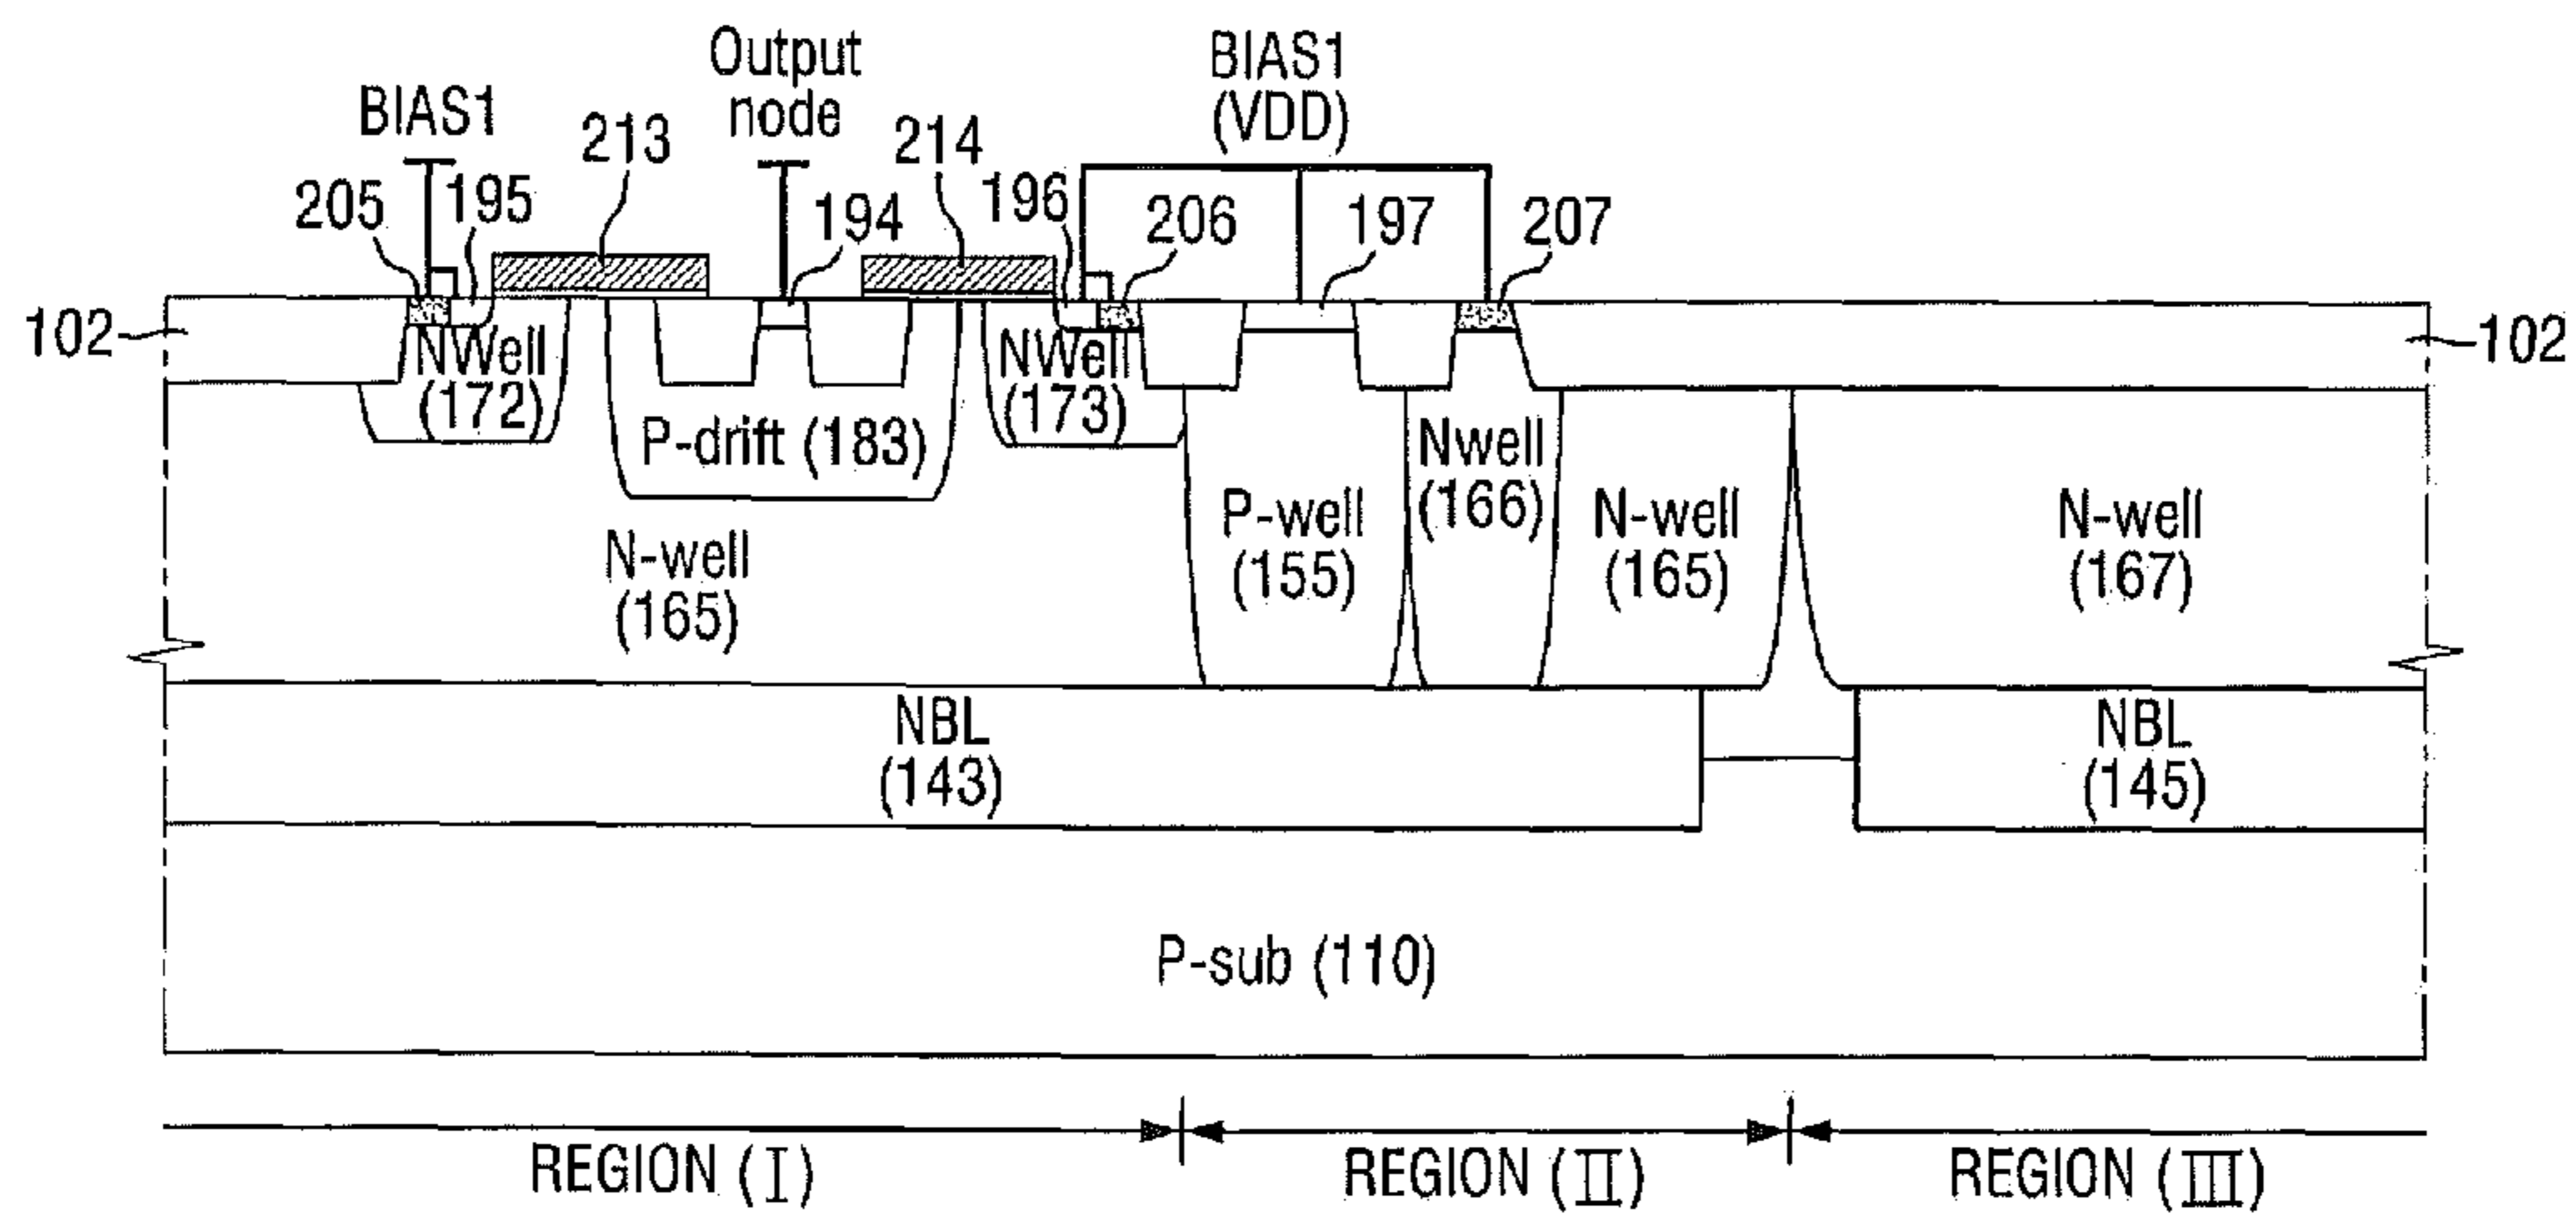 Output
node
BIAS1
BIAS1
(VDD)
213
214
205
195
194
196
206
197
207
102
102
NWell
(172)
P-drift (183)
NWell
(173)
N-well
(165)
P-well
(155)
Nwell
(166)
N-well
(165)
N-well
(167)
NBL
(143)
NBL
(145)
P-sub (110)
REGION (I)
REGION (II)
REGION (III)